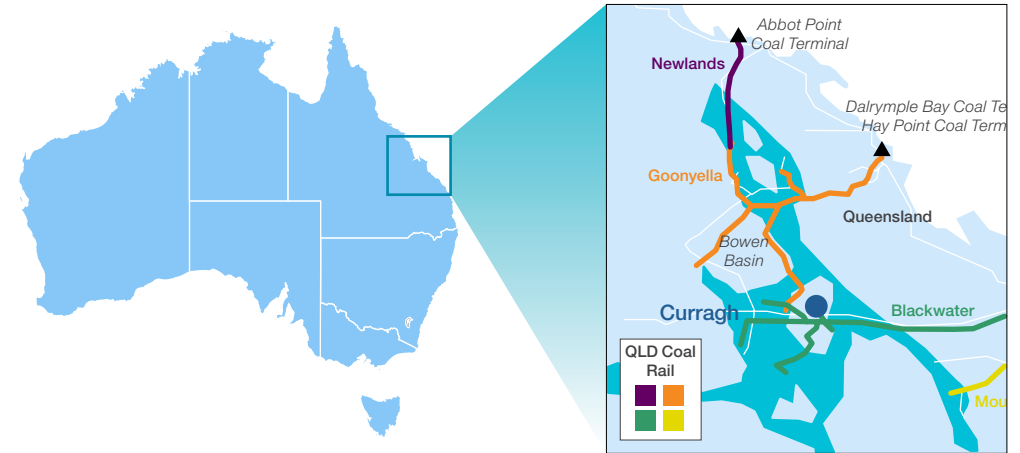 Abbot Point
Coal Terminal
Newlands
Dalrymple Bay Coal Te
Hay Point Coal Term
Goonyella
Queensland
Bowen
Basin
Curragh
Blackwater
QLD Coal
Rail
Mou